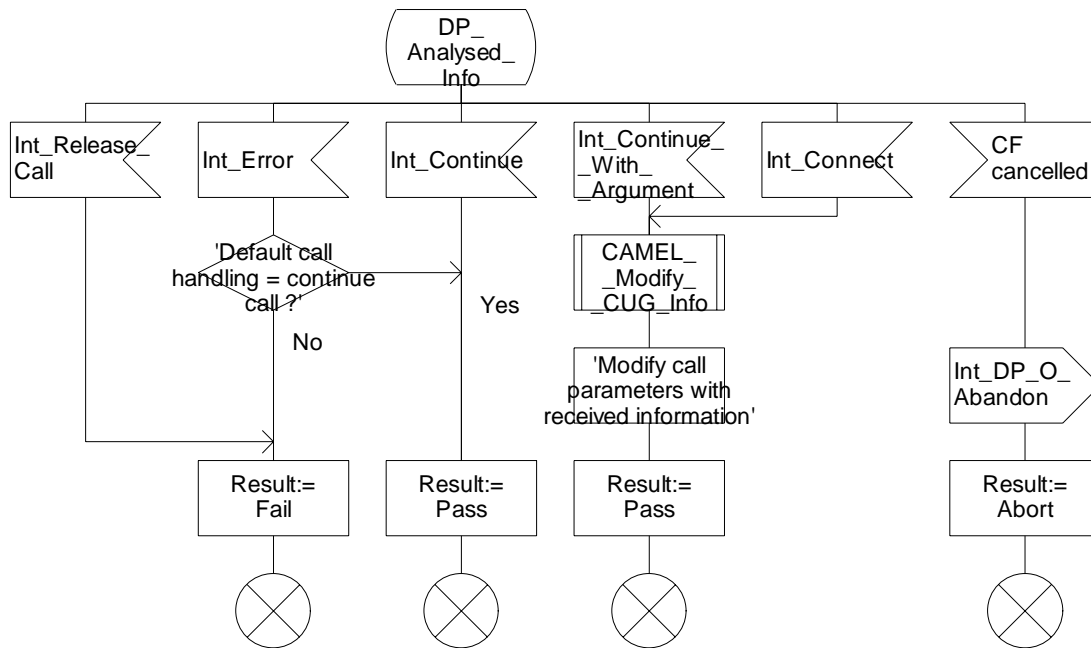 DP_
Analysed_
Info
Int_Release_
Call
Int_Error
Int_Continue
Int_Continue_
_With_
_Argument
Int_Connect
CF
cancelled
'Default call
handling = continue
call ?'
Yes
No
CAMEL_
_Modify_
_CUG_Info
'Modify call
parameters with
received information'
Int_DP_O_
Abandon
Result:=
Fail
Result:=
Pass
Result:=
Pass
Result:=
Abort